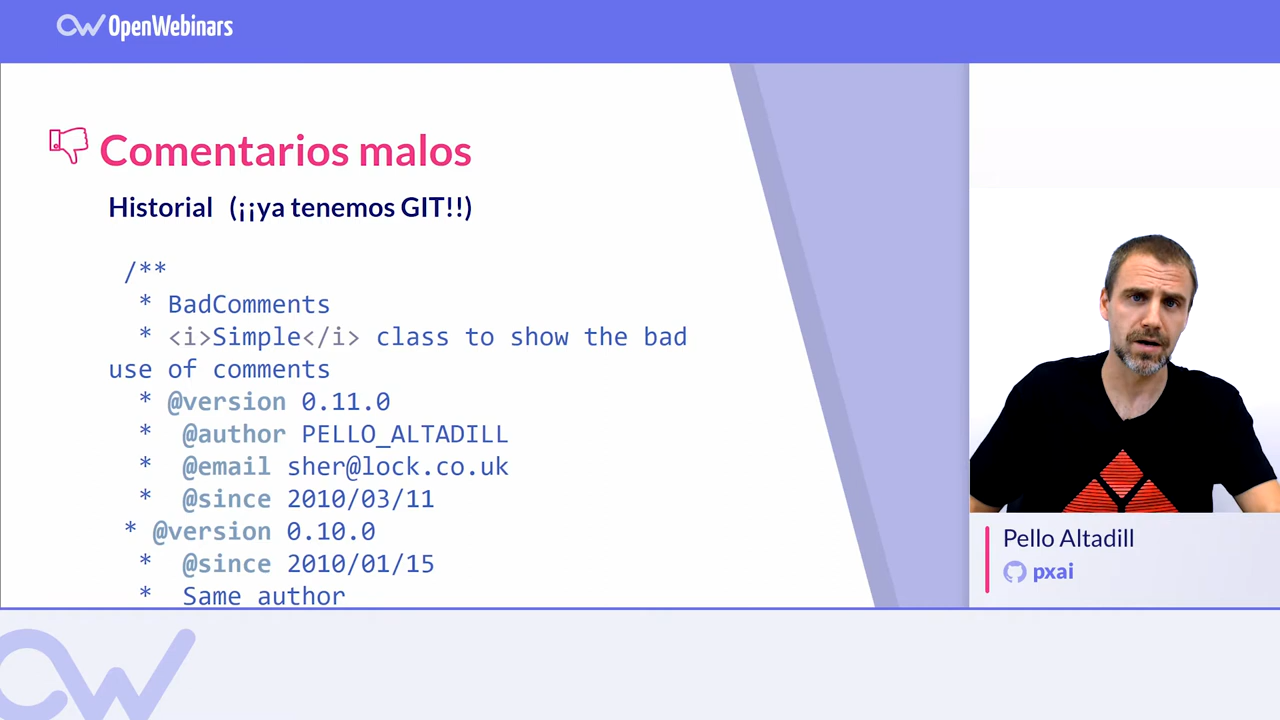 OpenWebinars
Comentarios malos
Historial (¡¡ya tenemos GIT!!)
/**
* BadComments
* <i>Simple</i> class to show the bad
use of comments
* @version 0.11.0
* @author PELLO_ALTADILL
* @email sher@lock.co.uk
* @since 2010/03/11
* @version 0.10.0
* @since 2010/01/15
* Same author
Pello Altadill
pxai